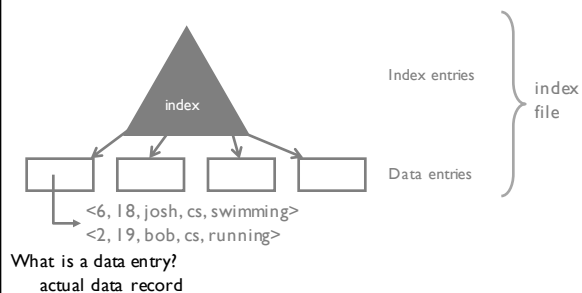 Index entries
index
file
index
Data entries
<6, 18, josh, cs, swimming>
<2, 19, bob, cs, running>
What is a data entry?
actual data record